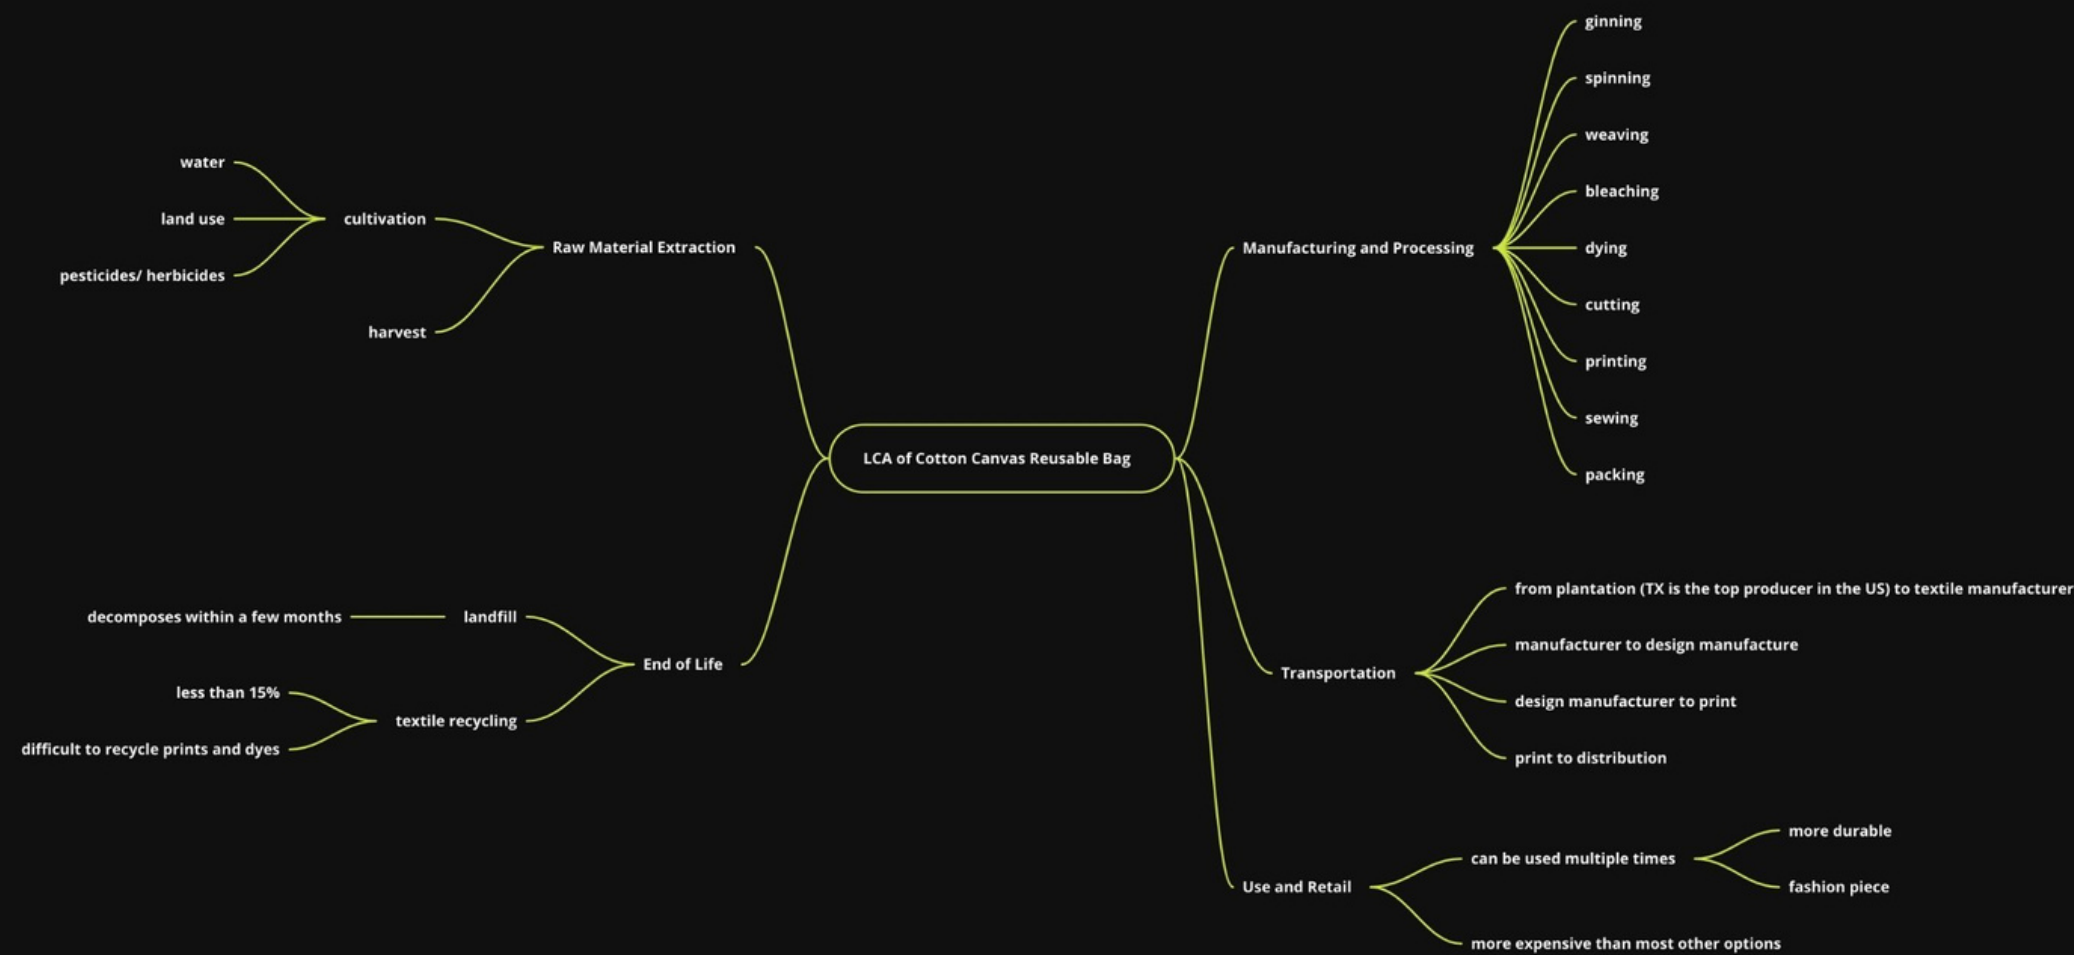 LCA of Cotton Canvas Reusable Bag
Raw Material Extraction
cultivation
water
land use
pesticides/ herbicides
harvest
End of Life
landfill
decomposes within a few months
textile recycling
less than 15%
difficult to recycle prints and dyes
Manufacturing and Processing
ginning
spinning
weaving
bleaching
dying
cutting
printing
sewing
packing
Transportation
from plantation (TX is the top producer in the US) to textile manufacturer
manufacturer to design manufacture
design manufacturer to print
print to distribution
Use and Retail
can be used multiple times
more durable
fashion piece
more expensive than most other options